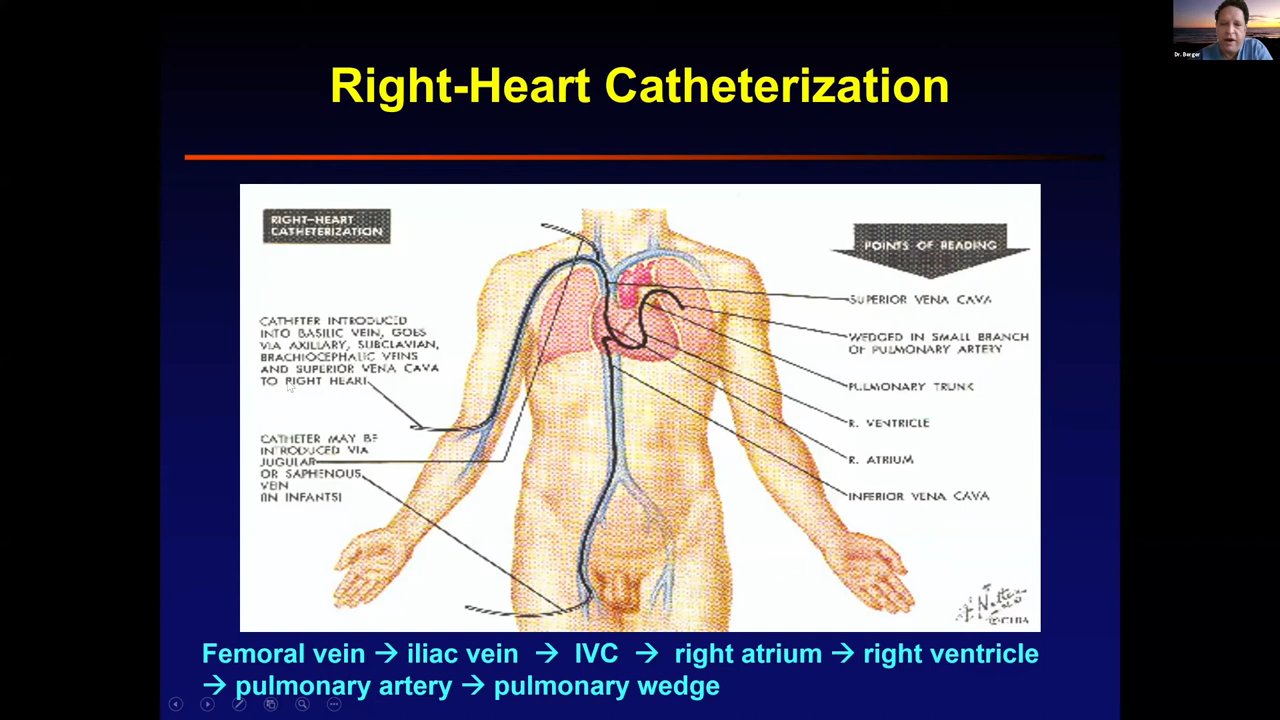 Dr. Berger
Right-Heart Catheterization
RIGHT-HEART
CATHETERIZATION
POINTS OF READING
CATHETER INTRODUCED
INTO BASILIC VEIN, GOES
VIA AXILLARY, SUBCLAVIAN,
BRACHIOCEPHALIC VEINS
AND SUPERIOR VENA CAVA
TO RIGHT HEART
CATHETER MAY BE
INTRODUCED VIA
JUGULAR
OR SAPHENOUS
VEIN
(IN INFANTS)
SUPERIOR VENA CAVA
WEDGED IN SMALL BRANCH
OF PULMONARY ARTERY
PULMONARY TRUNK
R. VENTRICLE
R. ATRIUM
INFERIOR VENA CAVA
©CIBA
Femoral vein → iliac vein → IVC → right atrium → right ventricle
→ pulmonary artery → pulmonary wedge